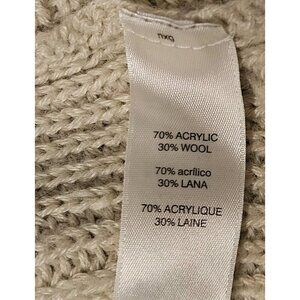 70% ACRYLIC
30% WOOL
70% acrílico
30% LANA
70% ACRYLIQUE
30% LAINE